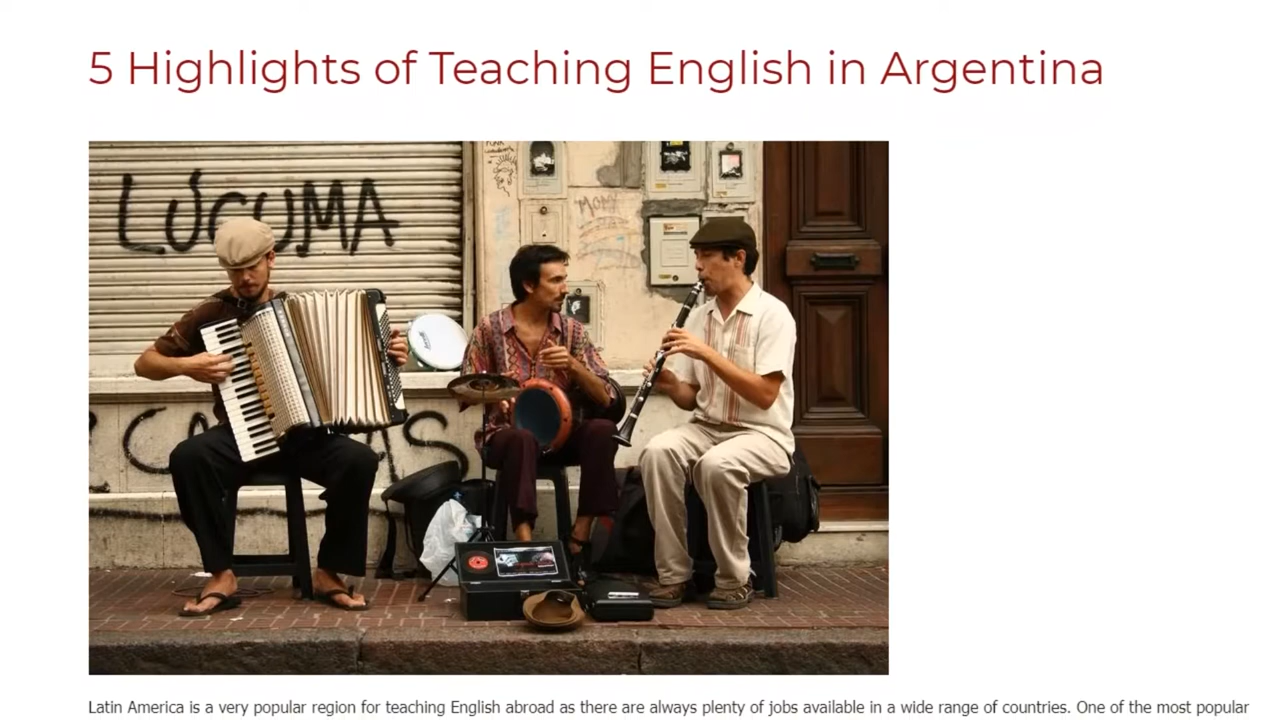 5 Highlights of Teaching English in Argentina
LÚCUMA
Latin America is a very popular region for teaching English abroad as there are always plenty of jobs available in a wide range of countries. One of the most popular